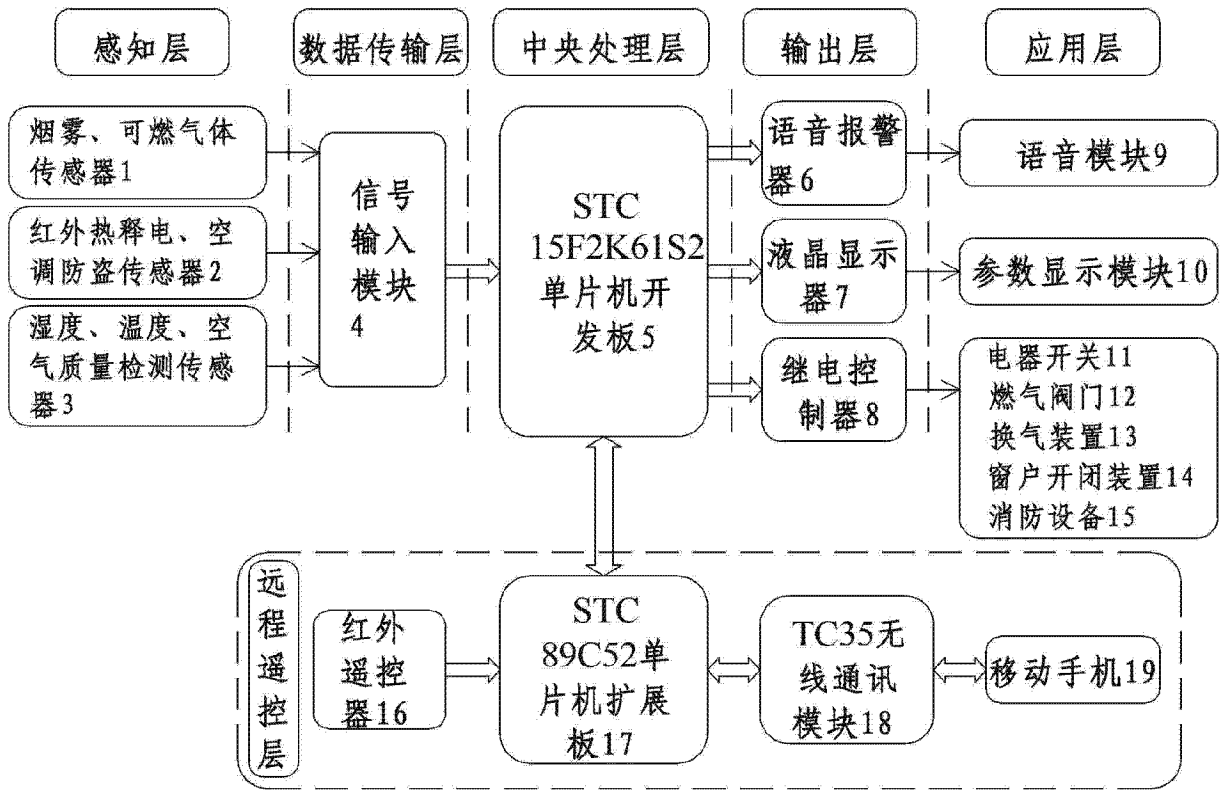 感知层
数据传输层
中央处理层
输出层
应用层
烟雾、可燃气体
传感器1
红外热释电、空
调防盗传感器2
湿度、温度、空
气质量检测传感
器3
信号
输入
模块
4
STC
15F2K61S2
单片机开
发板5
语音报警
器6
液晶显示
器7
继电控
制器8
语音模块9
参数显示模块10
电器开关11
燃气阀门12
换气装置13
窗户开闭装置14
消防设备15
远
程
遥
控
层
红外
遥控
器16
STC
89C52单
片机扩展
板17
TC35无
线通讯
模块18
移动手机19